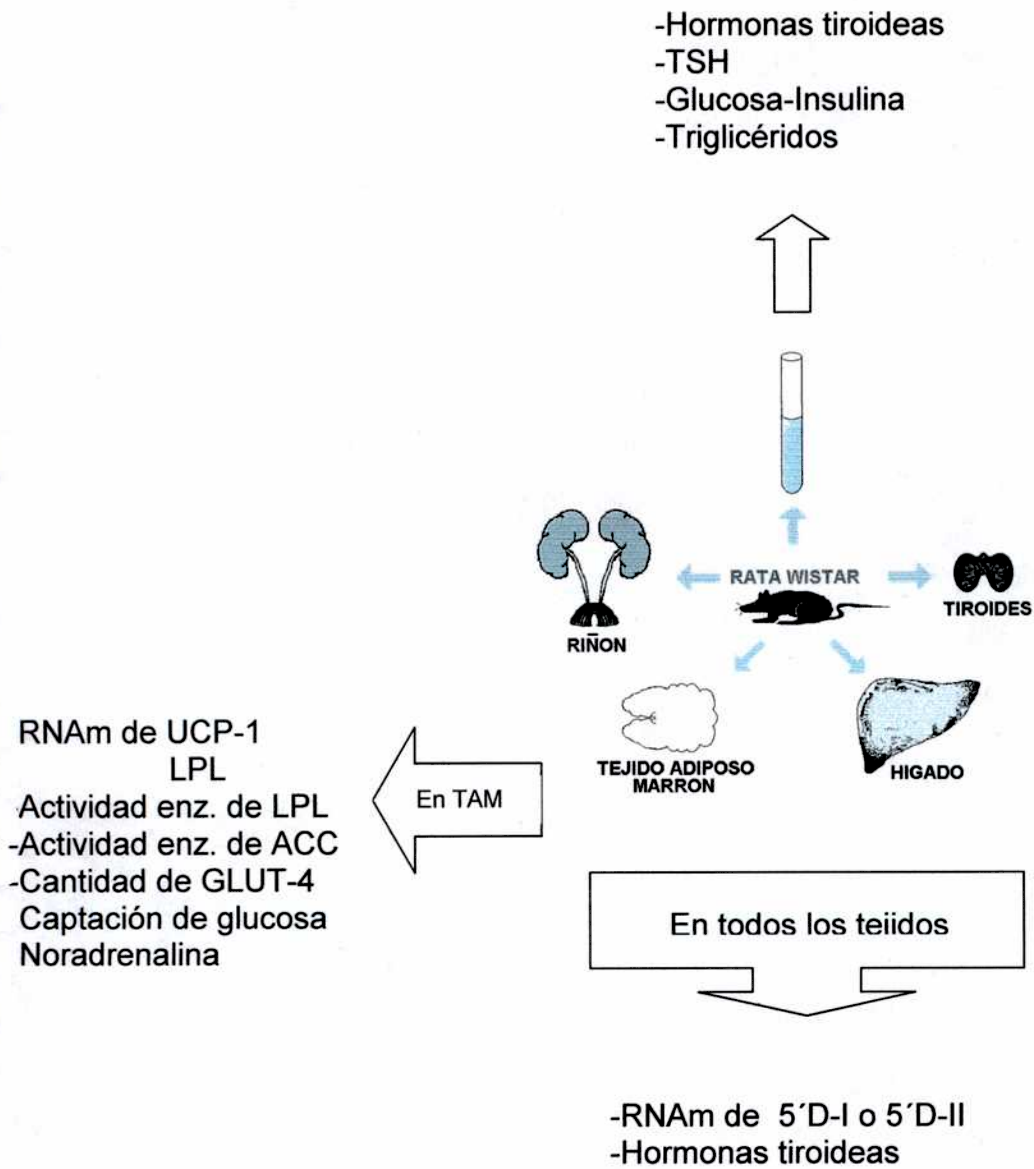 -Hormonas tiroideas
-TSH
-Glucosa-Insulina
-Triglicéridos
RATA WISTAR
TIROIDES
RIÑON
TEJIDO ADIPOSO
MARRON
HIGADO
RNAm de UCP-1
LPL
Actividad enz. de LPL
-Actividad enz. de ACC
-Cantidad de GLUT-4
Captación de glucosa
Noradrenalina
En TAM
En todos los teiidos
-RNAm de 5´D-I o 5´D-II
-Hormonas tiroideas